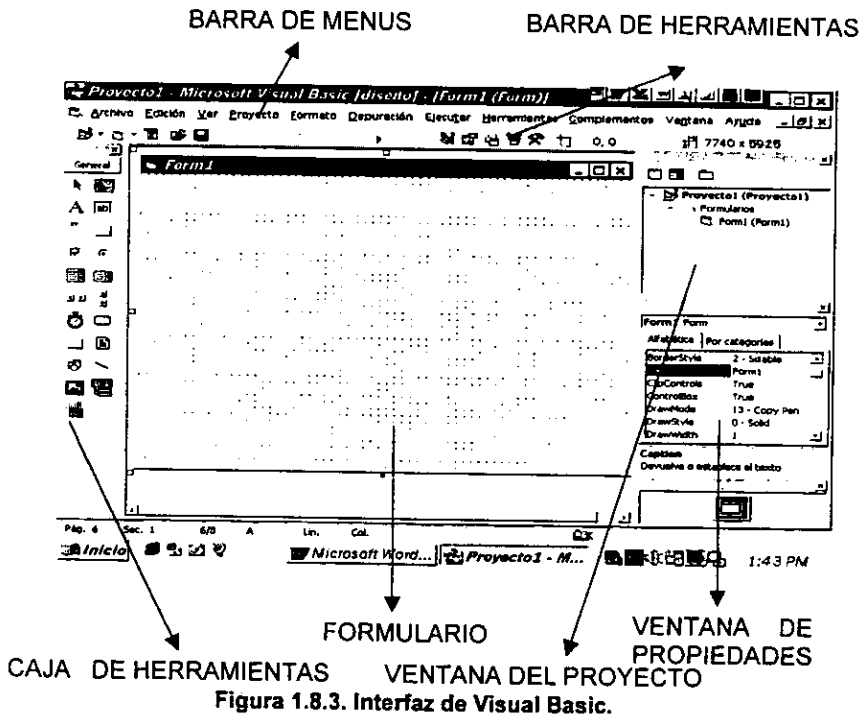 BARRA DE MENUS
BARRA DE HERRAMIENTAS
Proyecto1 - Microsoft Visual Basic [diseño] - [Form1 (Form)]
Archivo Edición Ver Proyecto Formato Depuración Ejecutar Herramientas Complementos Ventana Ayuda
0, 0 7740 x 5925
General
Form1
Proyecto1 (Proyecto1)
Formularios
Form1 (Form1)
Form1 Form
Alfabética Por categorías
BorderStyle 2 - Sizable
Form1
ClipControls True
ControlBox True
DrawMode 13 - Copy Pen
DrawStyle 0 - Solid
DrawWidth 1
Caption
Devuelve o establece el texto
Pág. 6 Sec. 1 6/8 A Lin. Col.
Inicio Microsoft Word... Proyecto1 - M... 1:43 PM
FORMULARIO
VENTANA DE
PROPIEDADES
CAJA DE HERRAMIENTAS VENTANA DEL PROYECTO
Figura 1.8.3. Interfaz de Visual Basic.